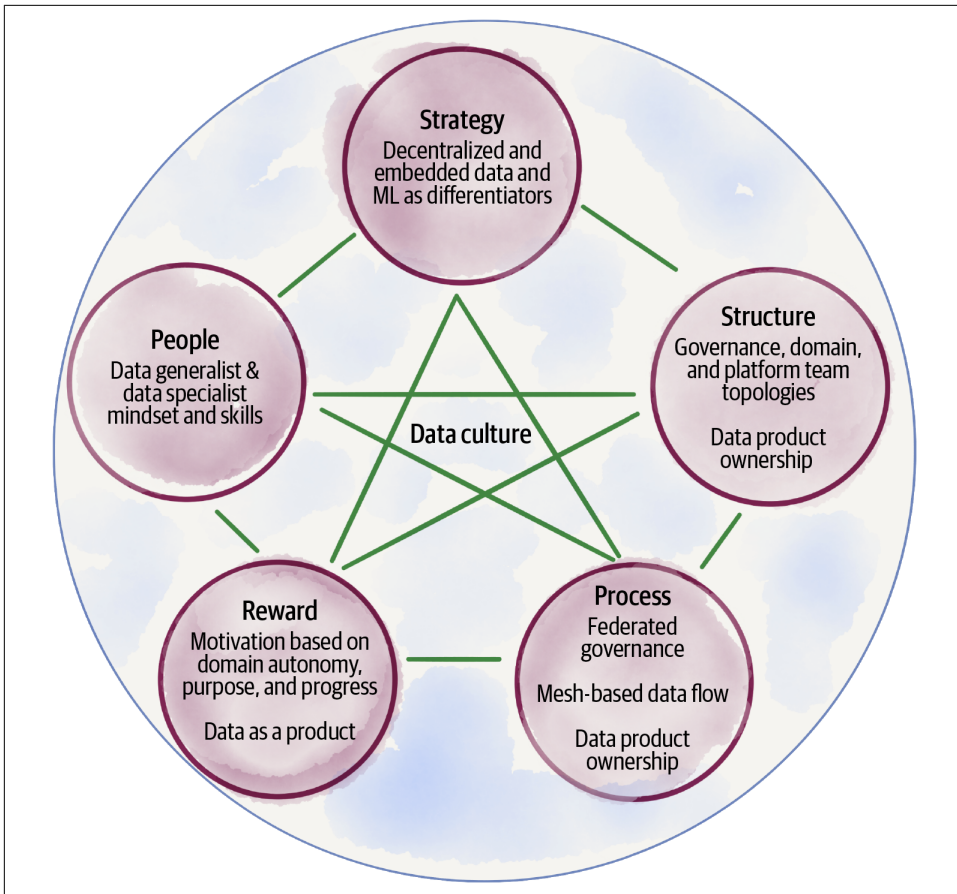 Strategy
Decentralized and
embedded data and
ML as differentiators
People
Data generalist &
data specialist
mindset and skills
Structure
Governance, domain,
and platform team
topologies
Data product
ownership
Data culture
Reward
Motivation based on
domain autonomy,
purpose, and progress
Data as a product
Process
Federated
governance
Mesh-based data flow
Data product
ownership